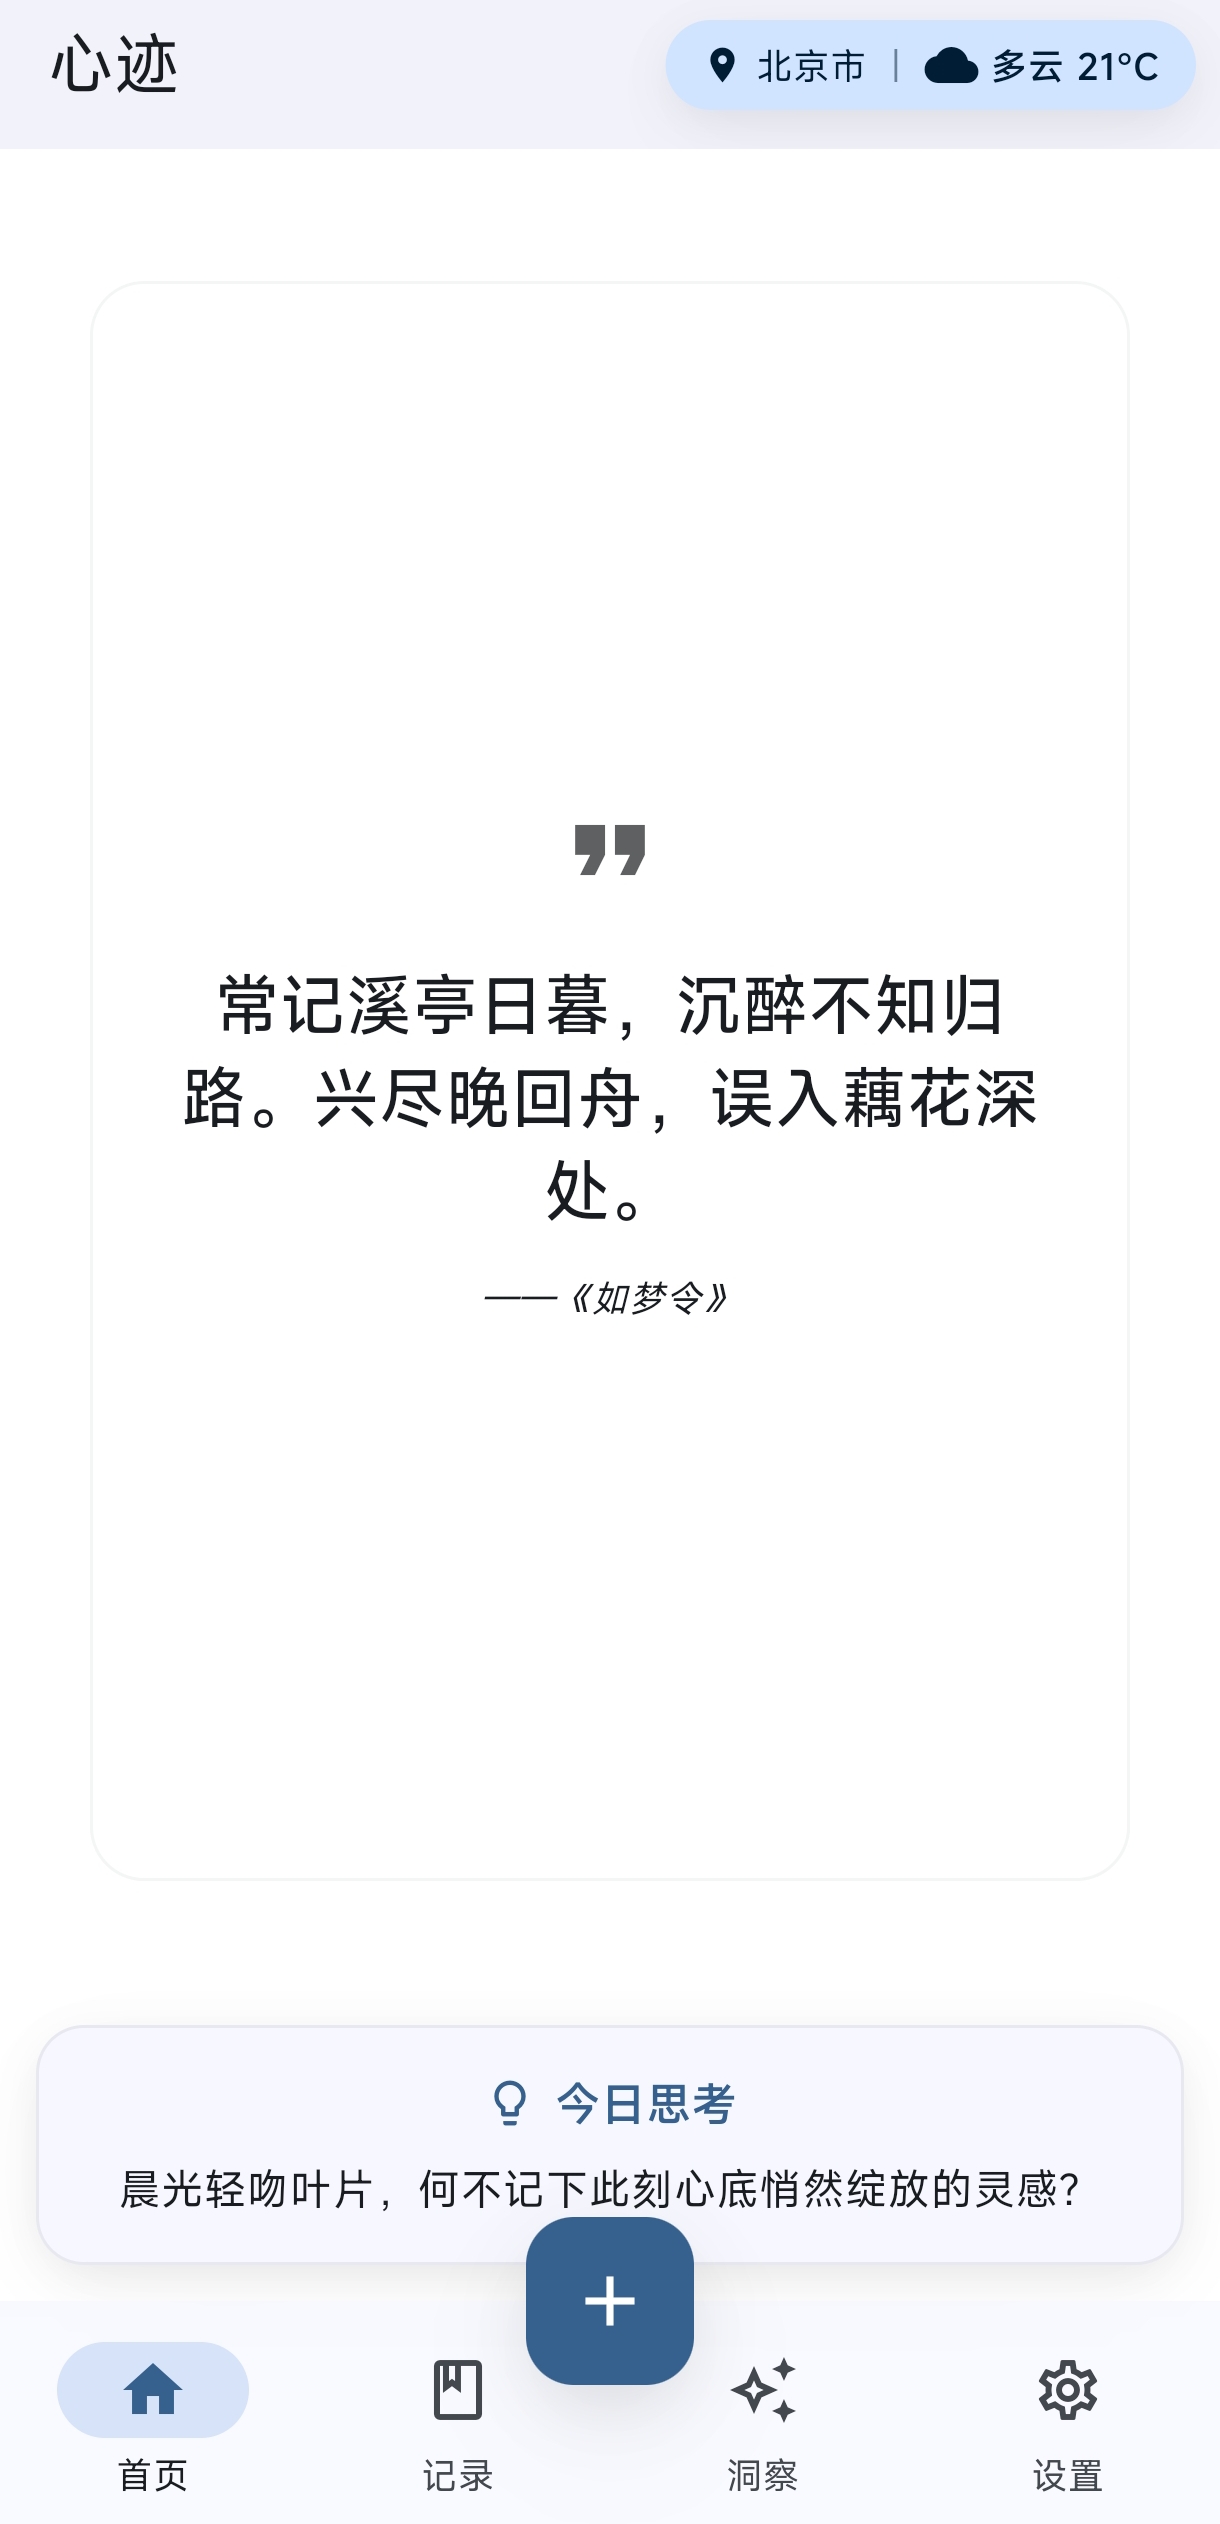 心迹
北京市 | 多云 21°C
”
常记溪亭日暮，沉醉不知归
路。兴尽晚回舟，误入藕花深
处。
——《如梦令》
今日思考
晨光轻吻叶片，何不记下此刻心底悄然绽放的灵感？
首页
记录
洞察
设置